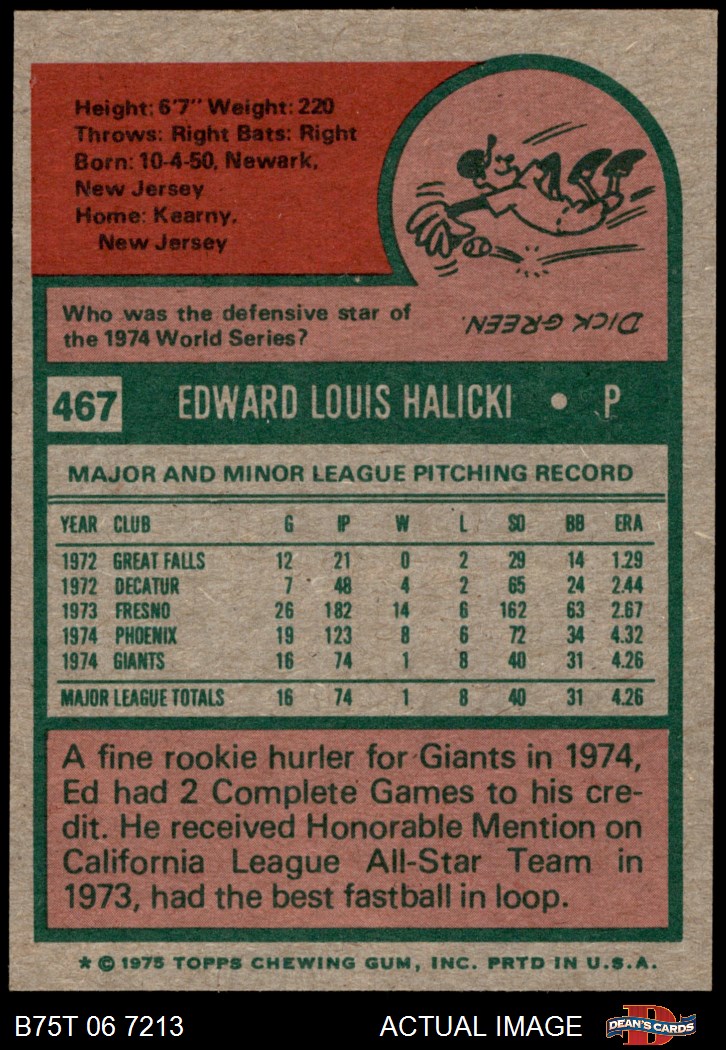 Height: 6'7" Weight: 220
Throws: Right Bats: Right
Born: 10-4-50, Newark,
New Jersey
Home: Kearny,
New Jersey
Who was the defensive star of
the 1974 World Series?
DICK GREEN.
467 EDWARD LOUIS HALICKI • P
MAJOR AND MINOR LEAGUE PITCHING RECORD
YEAR CLUB G IP W L SO BB ERA
1972 GREAT FALLS 12 21 0 2 29 14 1.29
1972 DECATUR 7 48 4 2 65 24 2.44
1973 FRESNO 26 182 14 6 162 63 2.67
1974 PHOENIX 19 123 8 6 72 34 4.32
1974 GIANTS 16 74 1 8 40 31 4.26
MAJOR LEAGUE TOTALS 16 74 1 8 40 31 4.26
A fine rookie hurler for Giants in 1974,
Ed had 2 Complete Games to his cre-
dit. He received Honorable Mention on
California League All-Star Team in
1973, had the best fastball in loop.
* © 1975 TOPPS CHEWING GUM, INC. PRTD IN U.S.A.
B75T 06 7213 ACTUAL IMAGE
D
DEAN'S CARDS